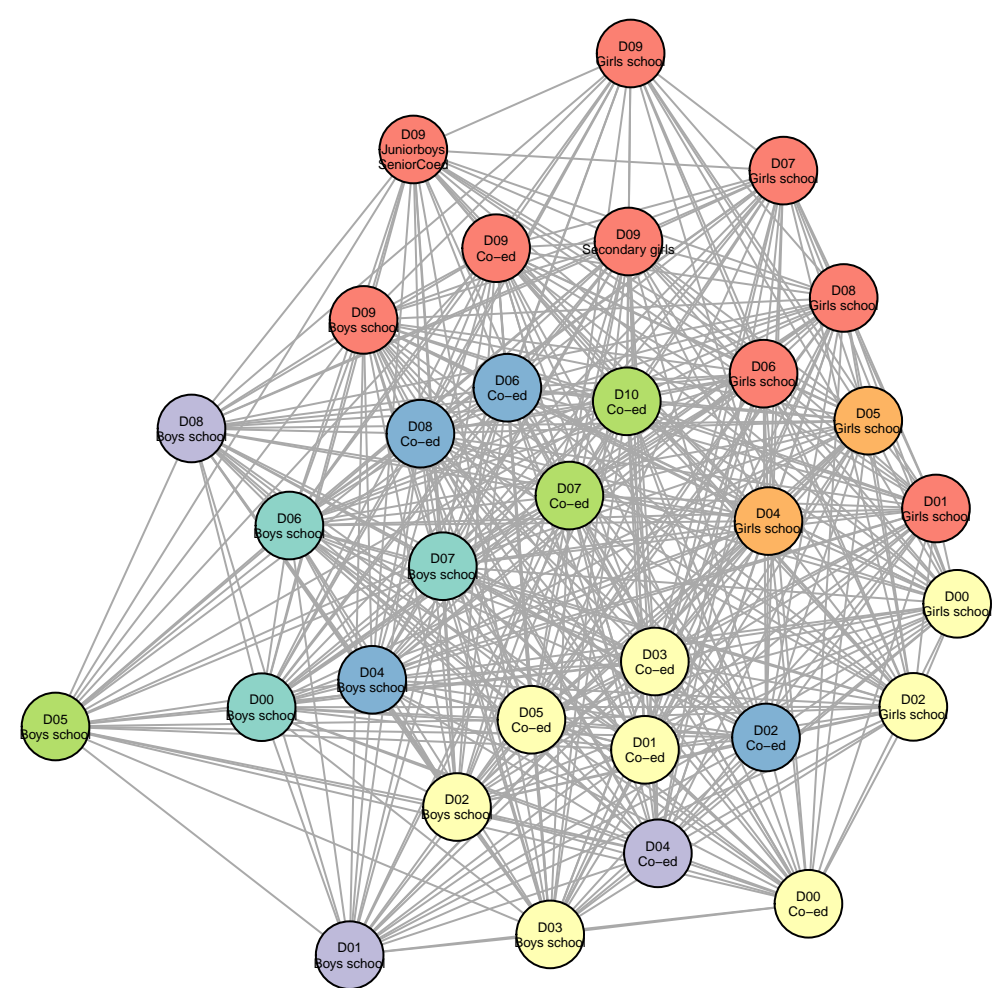 D09
Girls school
D09
Juniorboys
SeniorCoed
D07
Girls school
D09
Secondary girls
D09
Co−ed
D08
Girls school
D09
Boys school
D06
Girls school
D06
Co−ed
D10
Co−ed
D05
Girls school
D08
Boys school
D08
Co−ed
D07
Co−ed
D01
Girls school
D04
Girls school
D06
Boys school
D07
Boys school
D00
Girls school
D03
Co−ed
D04
Boys school
D00
Boys school
D02
Girls school
D05
Boys school
D05
Co−ed
D02
Co−ed
D01
Co−ed
D02
Boys school
D04
Co−ed
D00
Co−ed
D03
Boys school
D01
Boys school